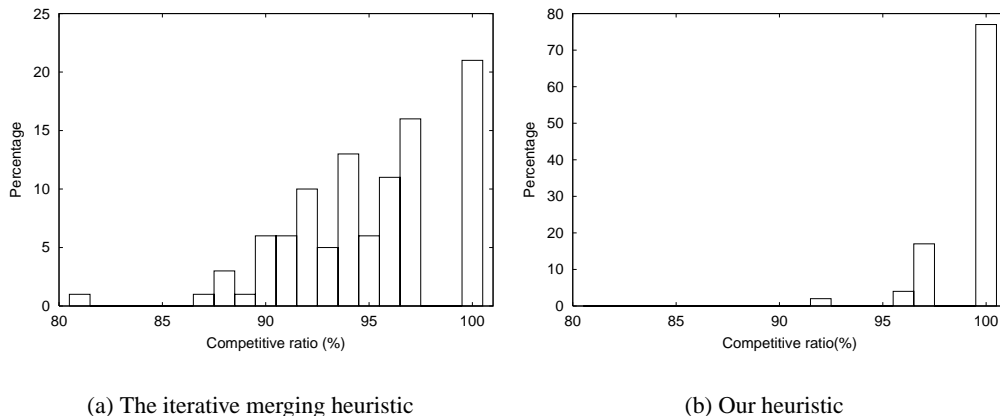 25
20
15
10
5
0
Percentage
80 85 90 95 100
Competitive ratio (%)
(a) The iterative merging heuristic
80
70
60
50
40
30
20
10
0
Percentage
80 85 90 95 100
Competitive ratio(%)
(b) Our heuristic